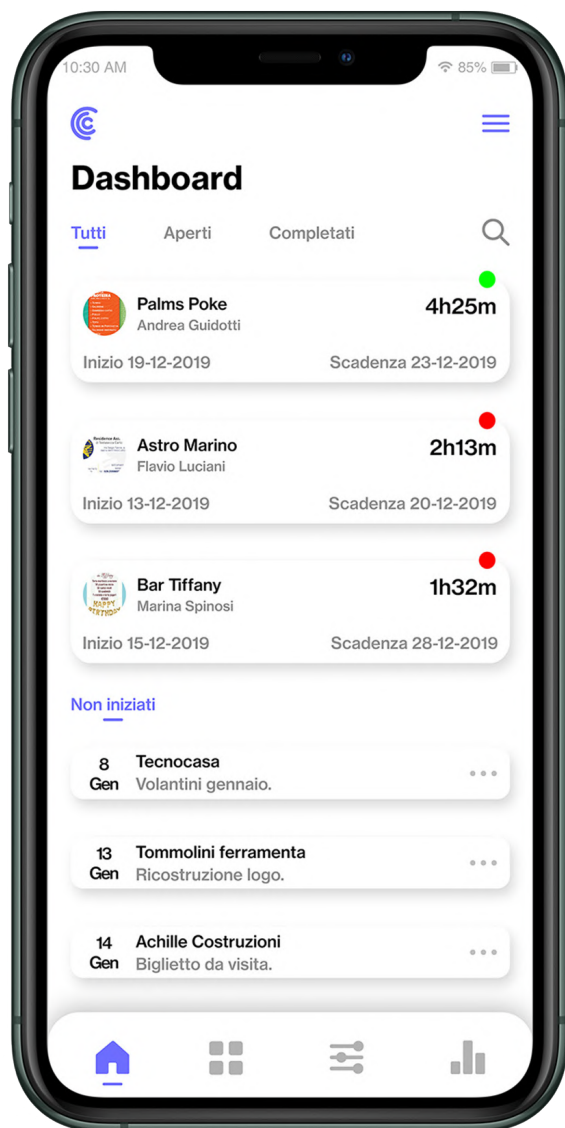 10:30 AM 85%
Dashboard
Tutti Aperti Completati
Palms Poke 4h25m
Andrea Guidotti
Inizio 19-12-2019 Scadenza 23-12-2019
Astro Marino 2h13m
Flavio Luciani
Inizio 13-12-2019 Scadenza 20-12-2019
HAPPY
BIRTHDAY
Bar Tiffany 1h32m
Marina Spinosi
Inizio 15-12-2019 Scadenza 28-12-2019
Non iniziati
8 Tecnocasa
Gen Volantini gennaio.
13 Tommolini ferramenta
Gen Ricostruzione logo.
14 Achille Costruzioni
Gen Biglietto da visita.